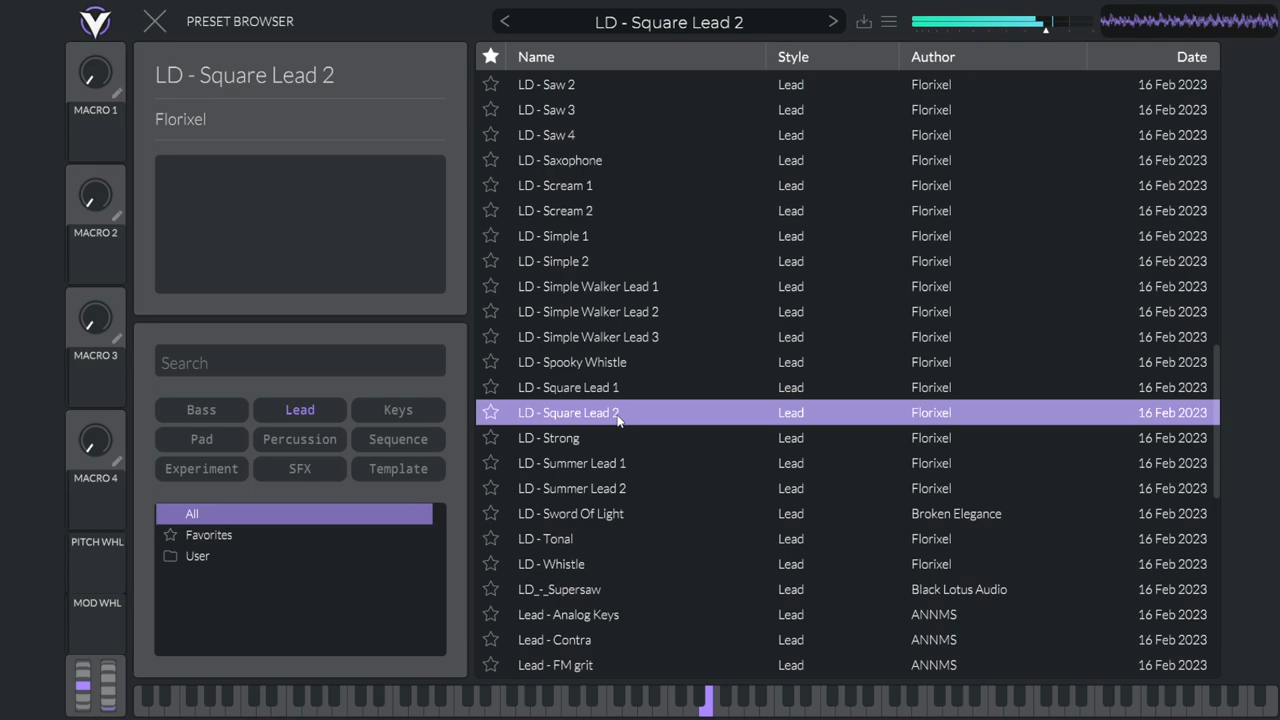 PRESET BROWSER
LD - Square Lead 2
MACRO 1
MACRO 2
MACRO 3
MACRO 4
PITCH WHL
MOD WHL
LD - Square Lead 2
Florixel
Search
Bass Lead Keys
Pad Percussion Sequence
Experiment SFX Template
All
Favorites
User
Name Style Author Date
LD - Saw 2 Lead Florixel 16 Feb 2023
LD - Saw 3 Lead Florixel 16 Feb 2023
LD - Saw 4 Lead Florixel 16 Feb 2023
LD - Saxophone Lead Florixel 16 Feb 2023
LD - Scream 1 Lead Florixel 16 Feb 2023
LD - Scream 2 Lead Florixel 16 Feb 2023
LD - Simple 1 Lead Florixel 16 Feb 2023
LD - Simple 2 Lead Florixel 16 Feb 2023
LD - Simple Walker Lead 1 Lead Florixel 16 Feb 2023
LD - Simple Walker Lead 2 Lead Florixel 16 Feb 2023
LD - Simple Walker Lead 3 Lead Florixel 16 Feb 2023
LD - Spooky Whistle Lead Florixel 16 Feb 2023
LD - Square Lead 1 Lead Florixel 16 Feb 2023
LD - Square Lead 2 Lead Florixel 16 Feb 2023
LD - Strong Lead Florixel 16 Feb 2023
LD - Summer Lead 1 Lead Florixel 16 Feb 2023
LD - Summer Lead 2 Lead Florixel 16 Feb 2023
LD - Sword Of Light Lead Broken Elegance 16 Feb 2023
LD - Tonal Lead Florixel 16 Feb 2023
LD - Whistle Lead Florixel 16 Feb 2023
LD_-_Supersaw Lead Black Lotus Audio 16 Feb 2023
Lead - Analog Keys Lead ANNMS 16 Feb 2023
Lead - Contra Lead ANNMS 16 Feb 2023
Lead - FM grit Lead ANNMS 16 Feb 2023